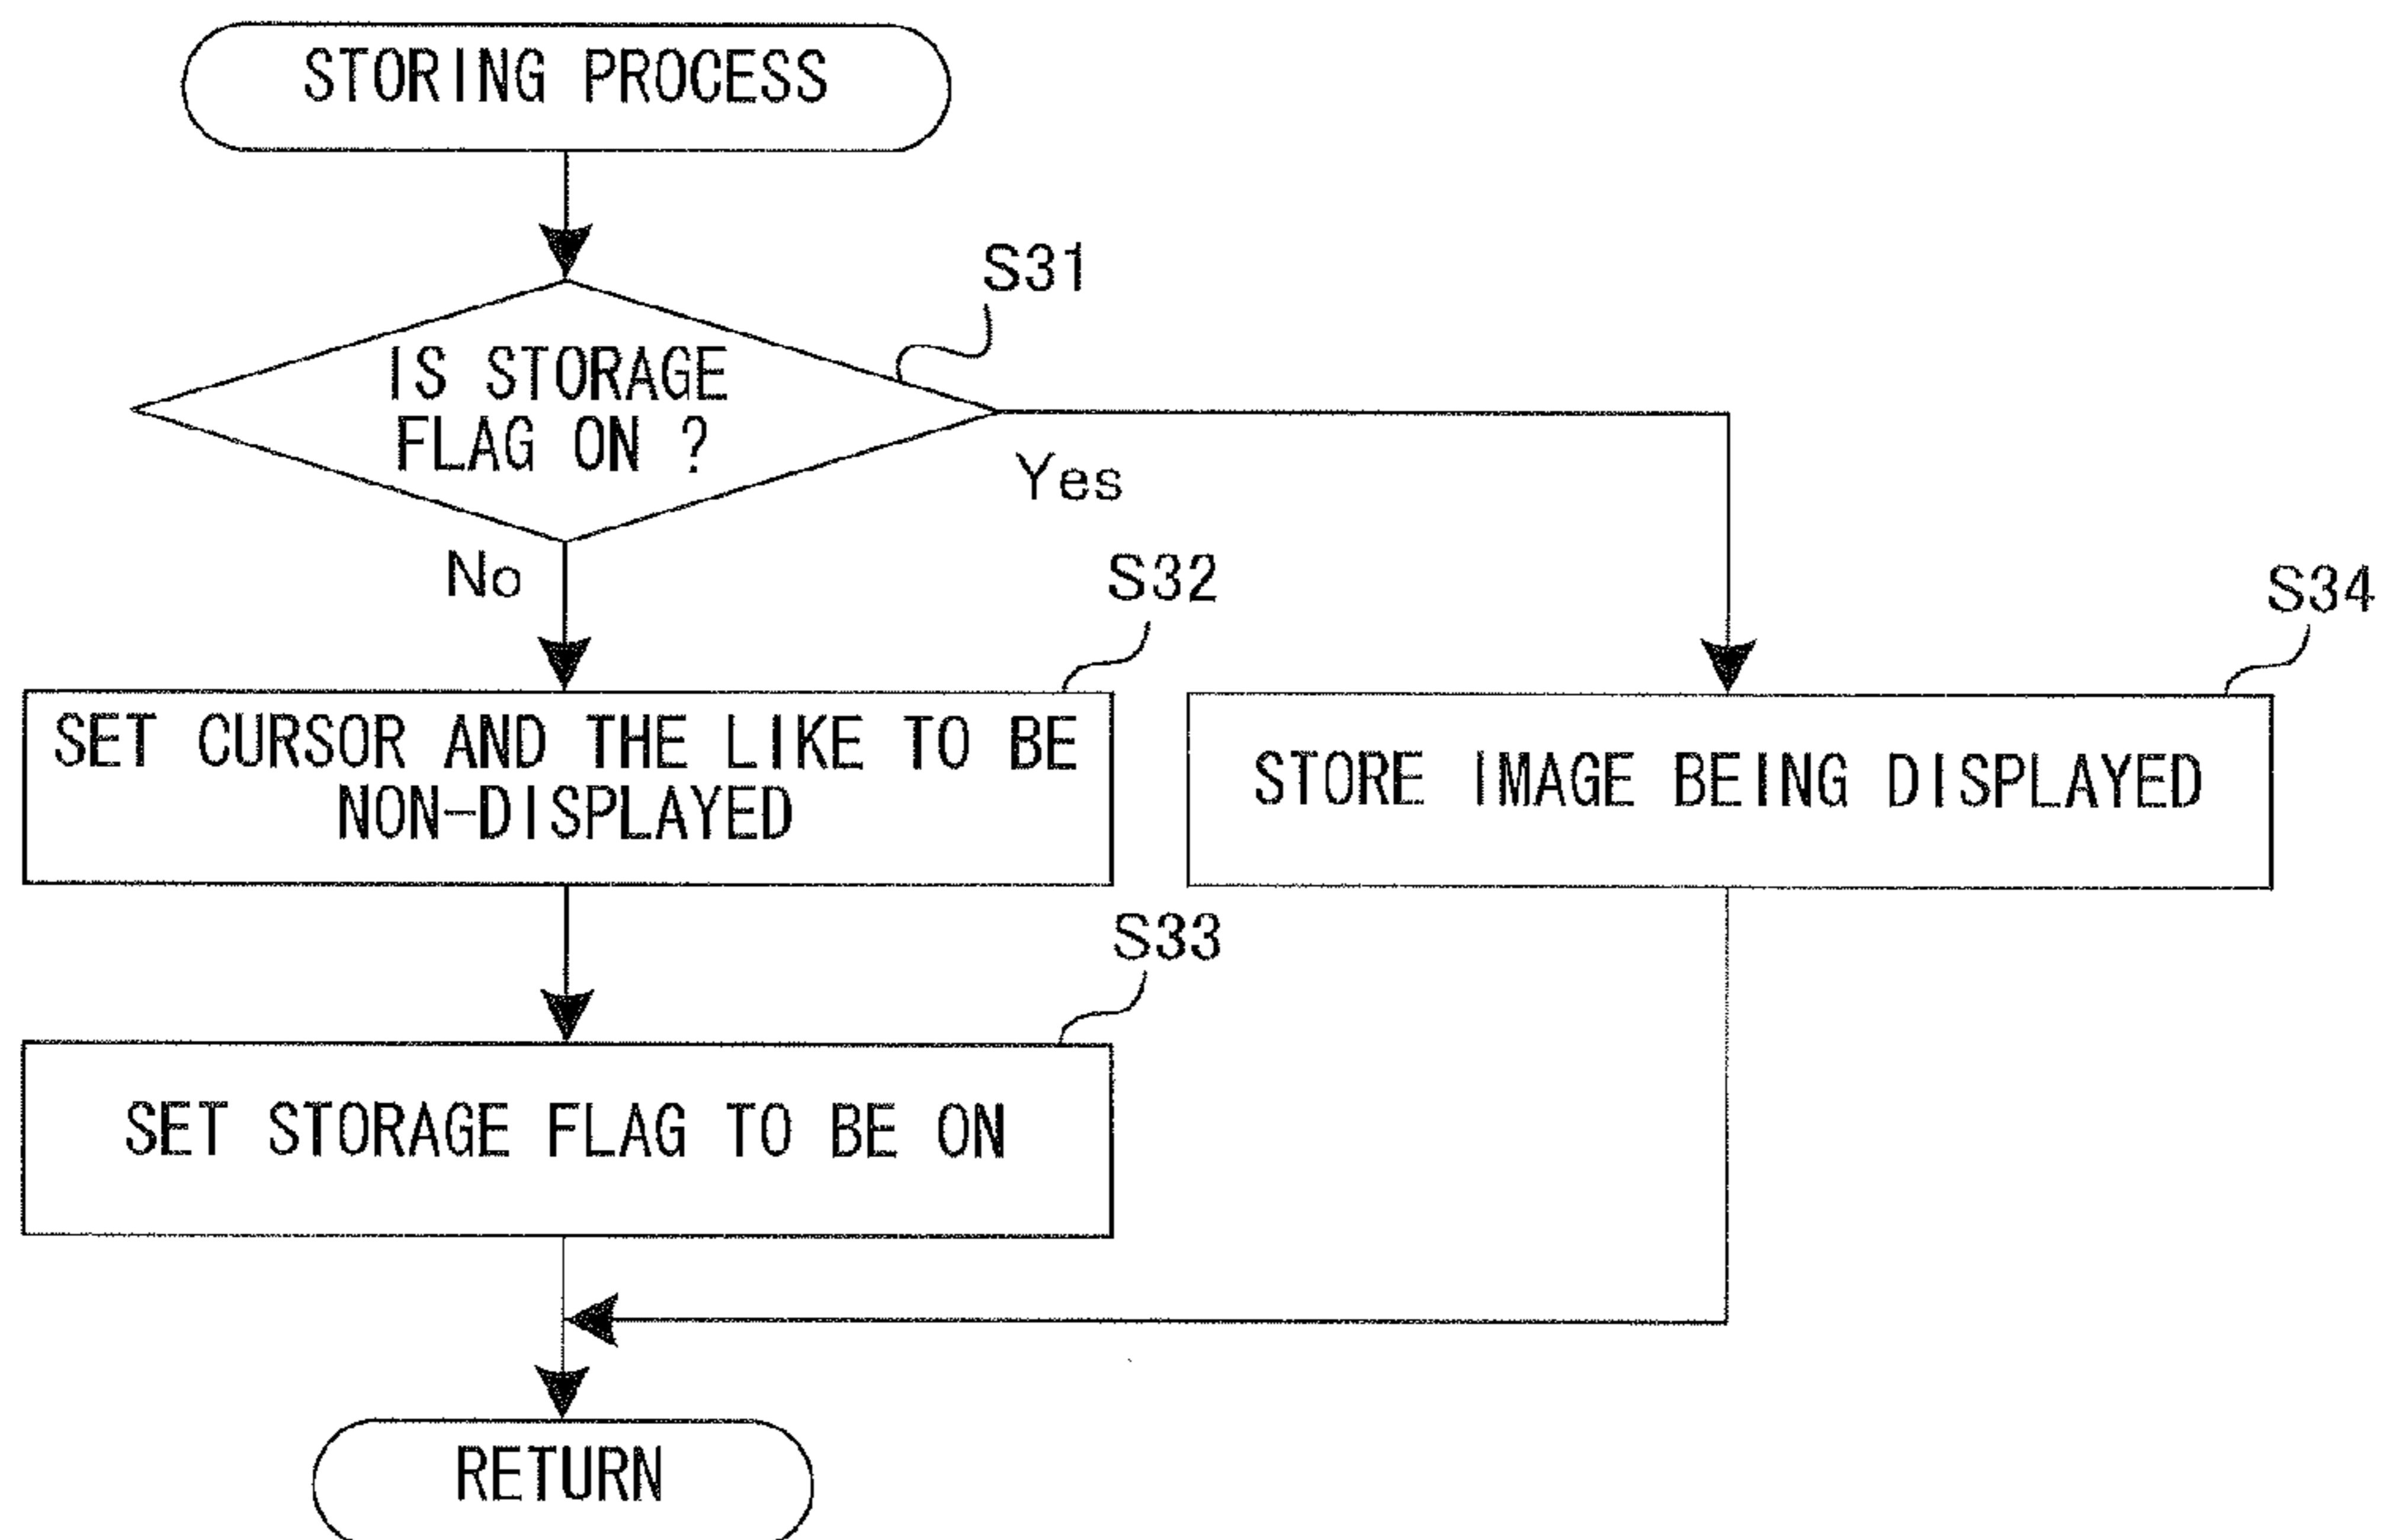 STORING PROCESS
S31
IS STORAGE
FLAG ON ?
Yes
No
S32
S34
SET CURSOR AND THE LIKE TO BE
NON-DISPLAYED
STORE IMAGE BEING DISPLAYED
S33
SET STORAGE FLAG TO BE ON
RETURN